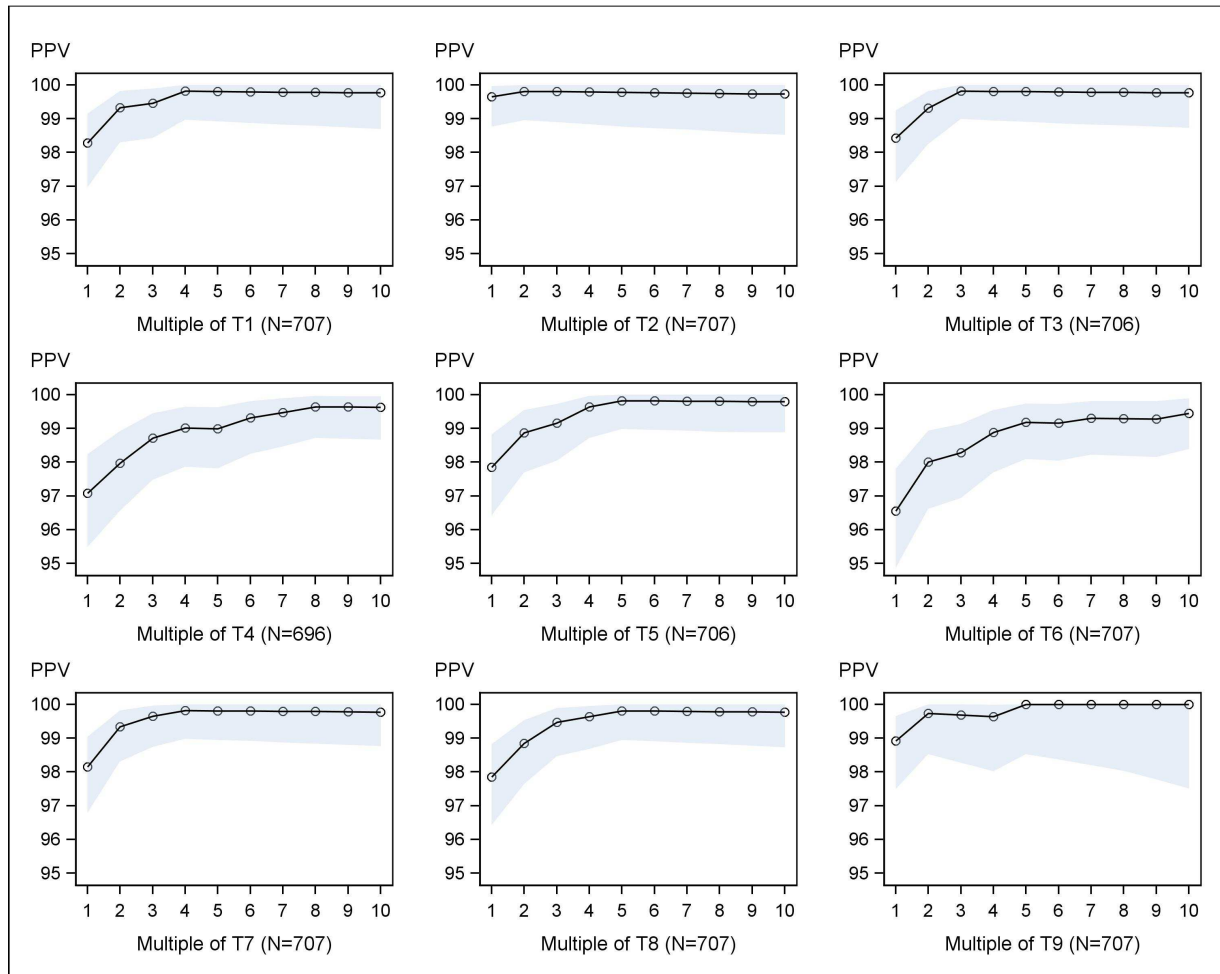 PPV PPV PPV
100 100 100
99 99 99
98 98 98
97 97 97
96 96 96
95 95 95
1 2 3 4 5 6 7 8 9 10 1 2 3 4 5 6 7 8 9 10 1 2 3 4 5 6 7 8 9 10
Multiple of T1 (N=707) Multiple of T2 (N=707) Multiple of T3 (N=706)
PPV PPV PPV
100 100 100
99 99 99
98 98 98
97 97 97
96 96 96
95 95 95
1 2 3 4 5 6 7 8 9 10 1 2 3 4 5 6 7 8 9 10 1 2 3 4 5 6 7 8 9 10
Multiple of T4 (N=696) Multiple of T5 (N=706) Multiple of T6 (N=707)
PPV PPV PPV
100 100 100
99 99 99
98 98 98
97 97 97
96 96 96
95 95 95
1 2 3 4 5 6 7 8 9 10 1 2 3 4 5 6 7 8 9 10 1 2 3 4 5 6 7 8 9 10
Multiple of T7 (N=707) Multiple of T8 (N=707) Multiple of T9 (N=707)